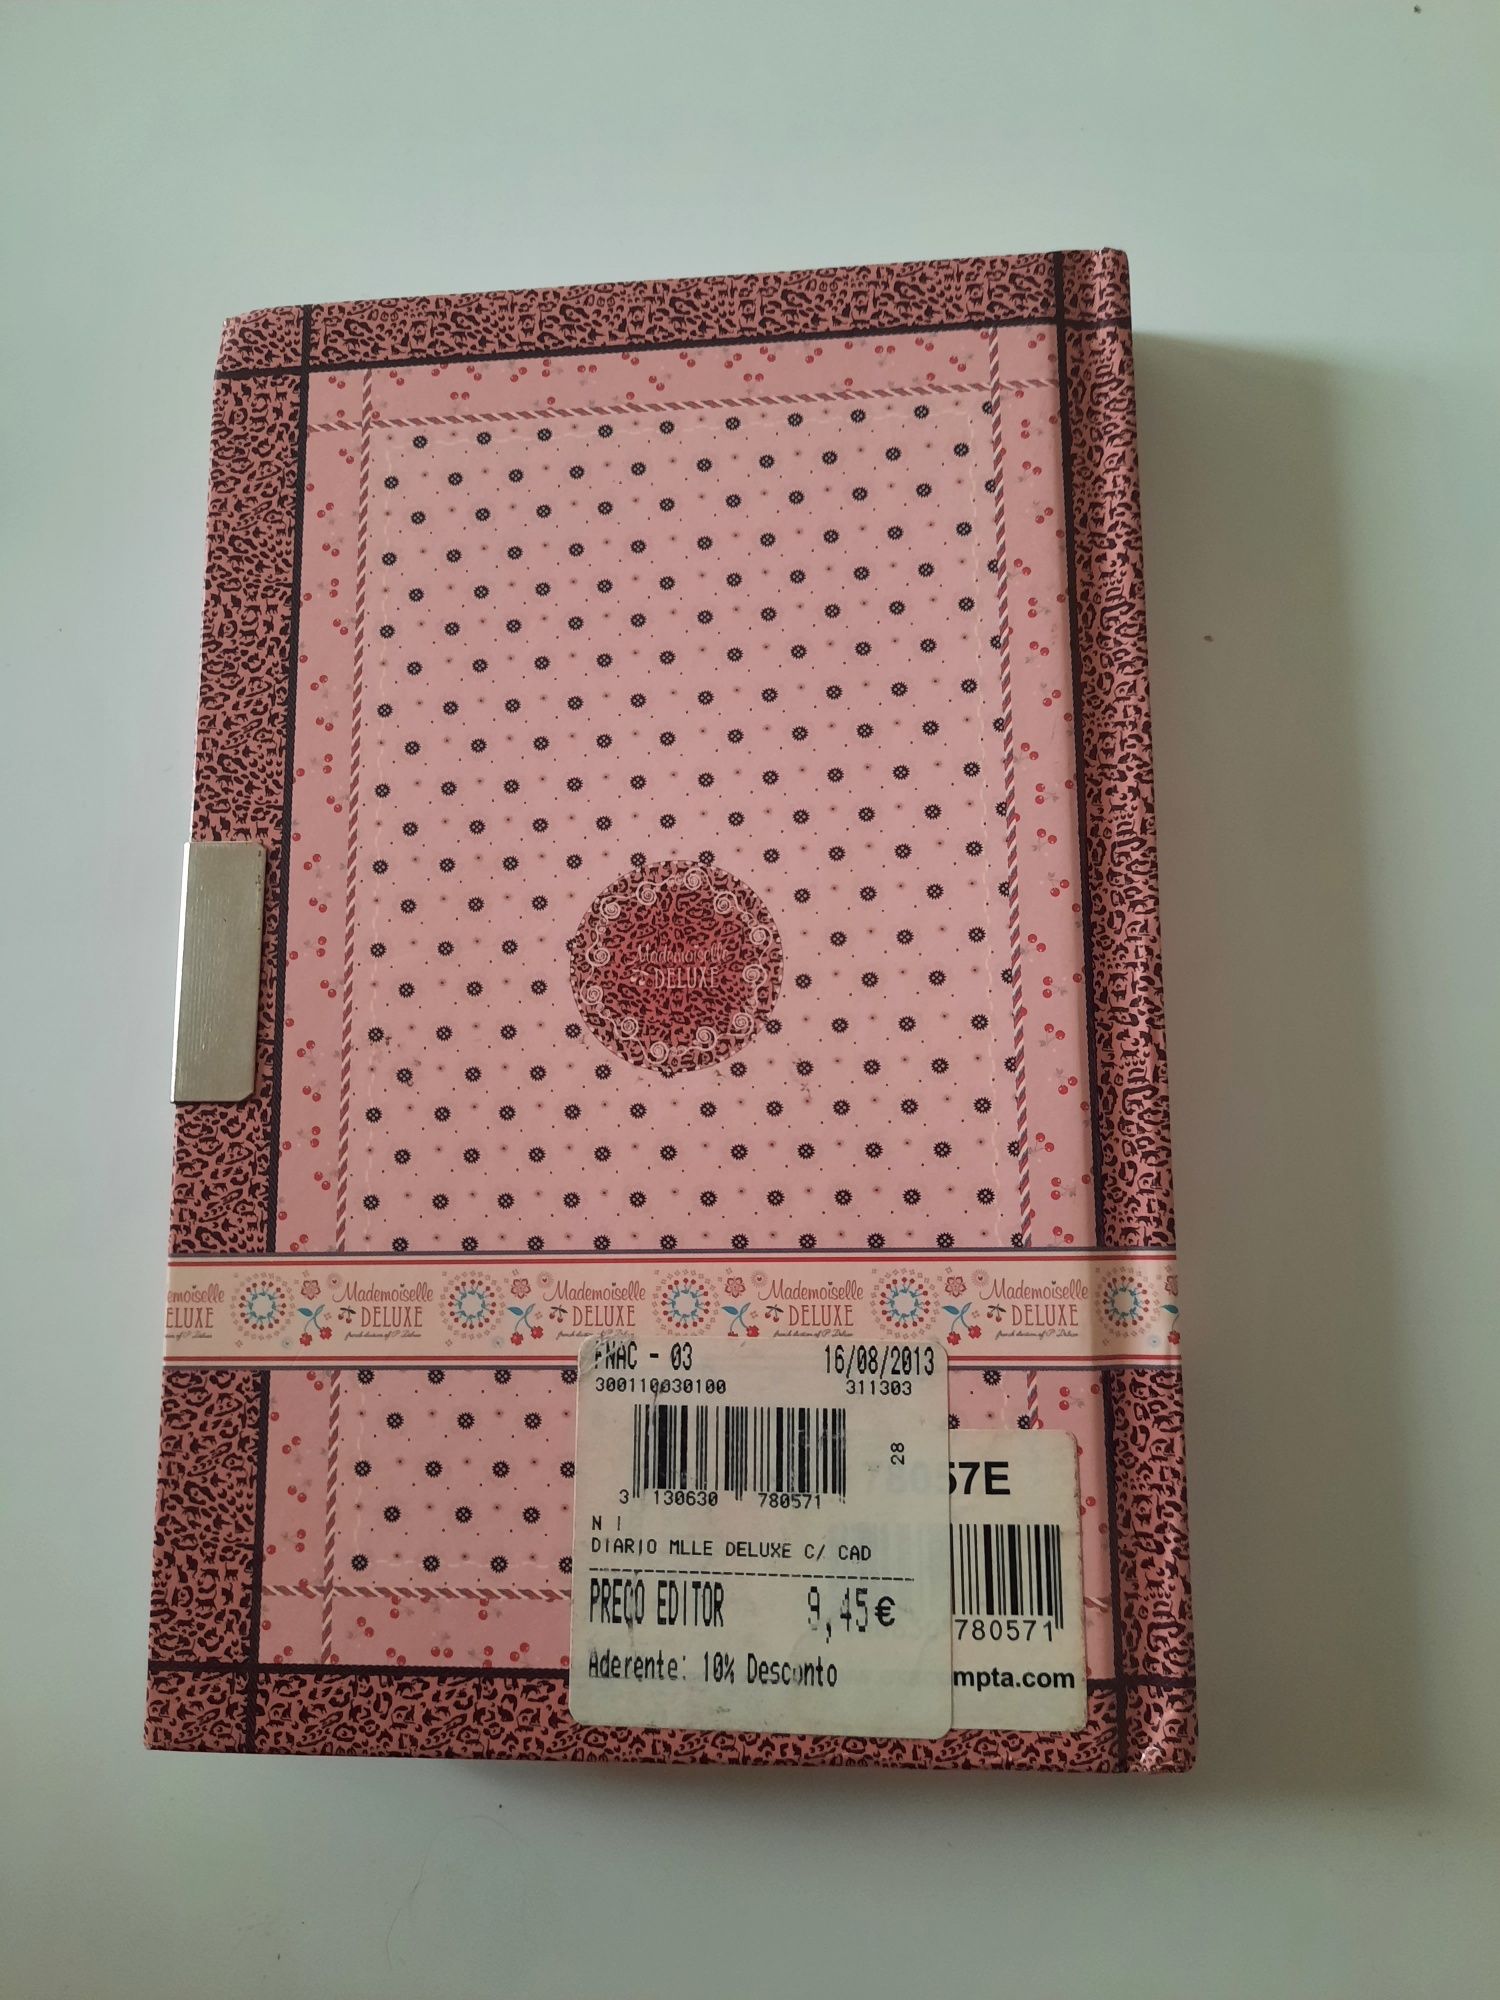 Mademoiselle
DELUXE
Mademoiselle
DELUXE
Mademoiselle
DELUXE
Mademoiselle
DELUXE
Mademoiselle
DELUXE
FNAC - 03 16/08/2013
300110030100 311303
28
3 130630 780571
N I
DIARIO MLLE DELUXE C/ CAD
PREÇO EDITOR 9,45€
Aderente: 10% Desconto
57E
780571
mpta.com